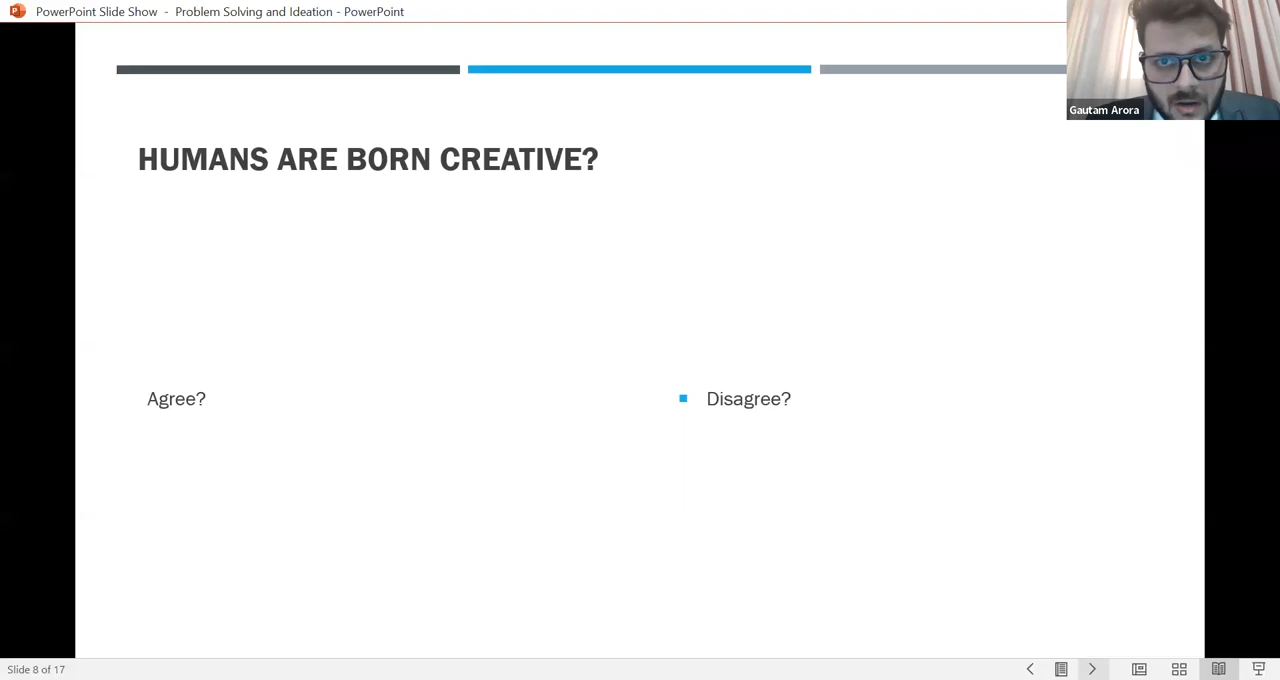 PowerPoint Slide Show - Problem Solving and Ideation - PowerPoint
Gautam Arora
HUMANS ARE BORN CREATIVE?
Agree?
Disagree?
Slide 8 of 17